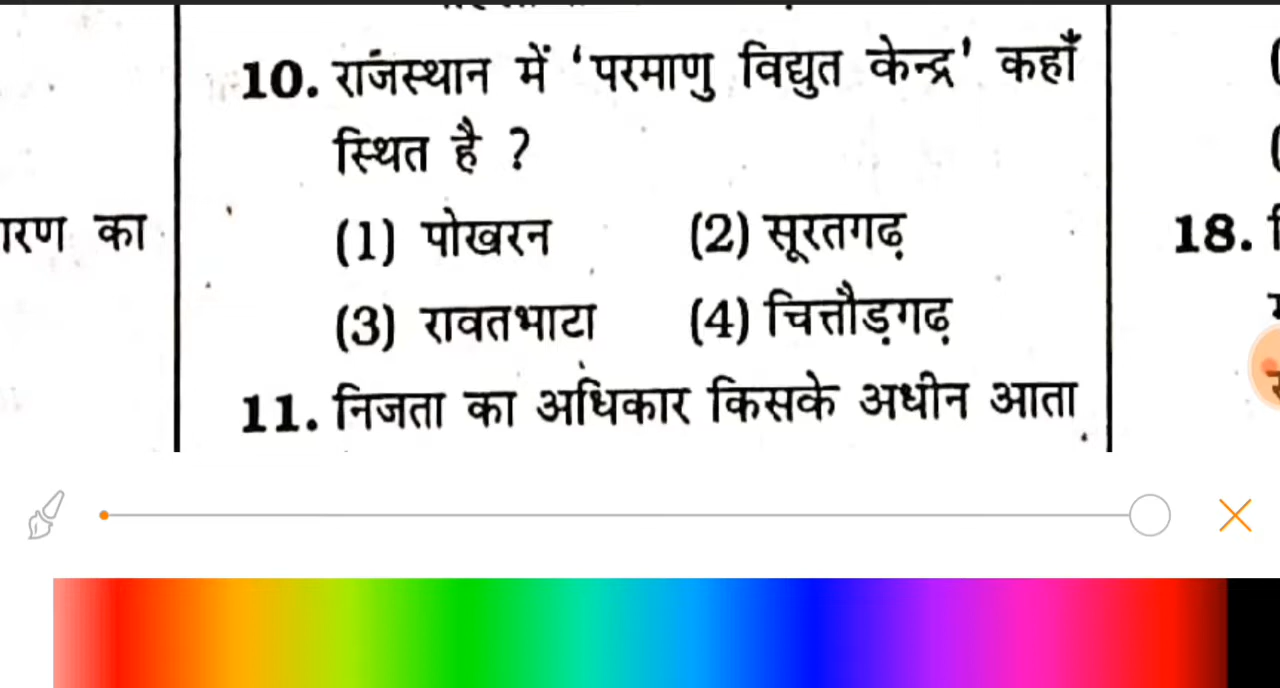 10. राजस्थान में ‘परमाणु विद्युत केन्द्र’ कहाँ
स्थित है ?
(1) पोखरन (2) सूरतगढ़
(3) रावतभाटा (4) चित्तौड़गढ़
11. निजता का अधिकार किसके अधीन आता
का
18.